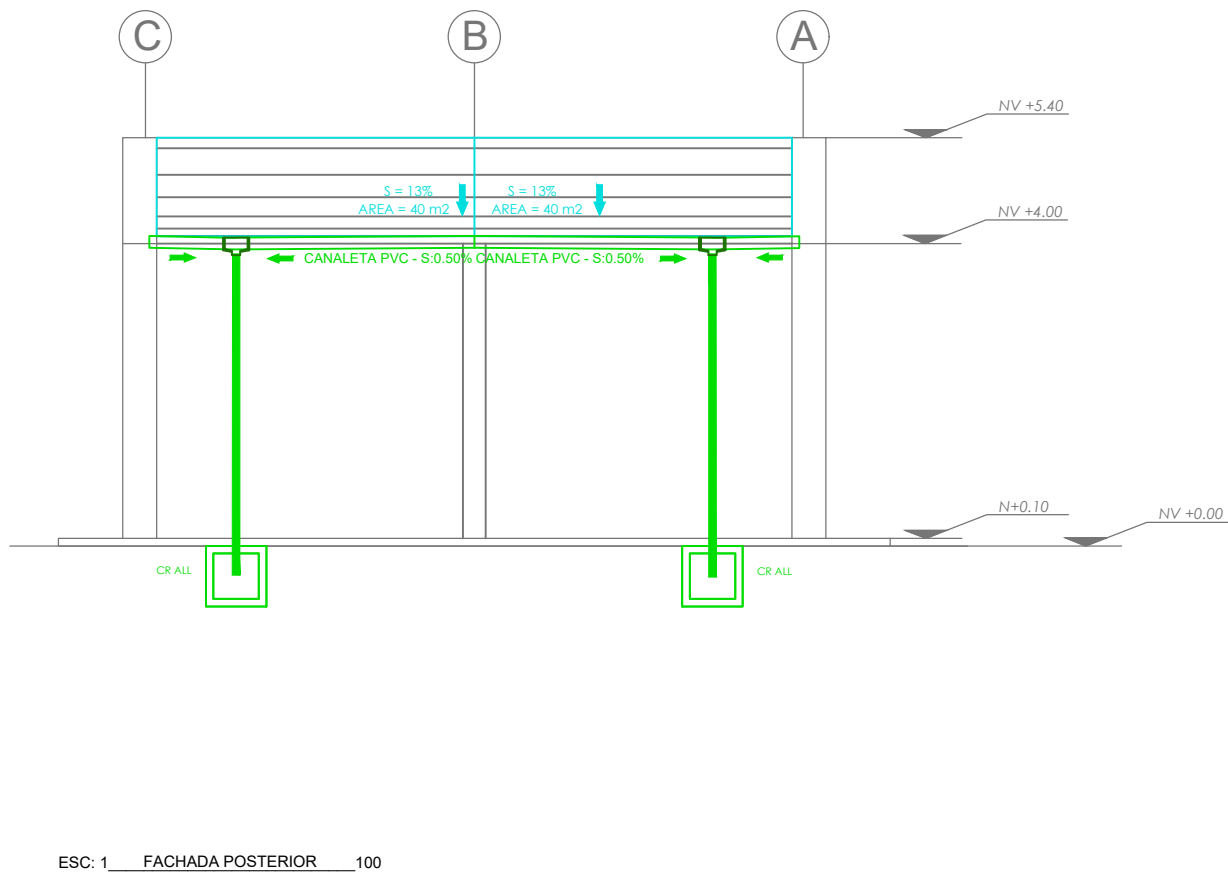 C
B
A
NV +5.40
S = 13%
S = 13%
AREA = 40 m2
AREA = 40 m2
NV +4.00
CANALETA PVC - S:0.50%
CANALETA PVC - S:0.50%
N+0.10
NV +0.00
CR ALL
CR ALL
ESC: 1 FACHADA POSTERIOR 100